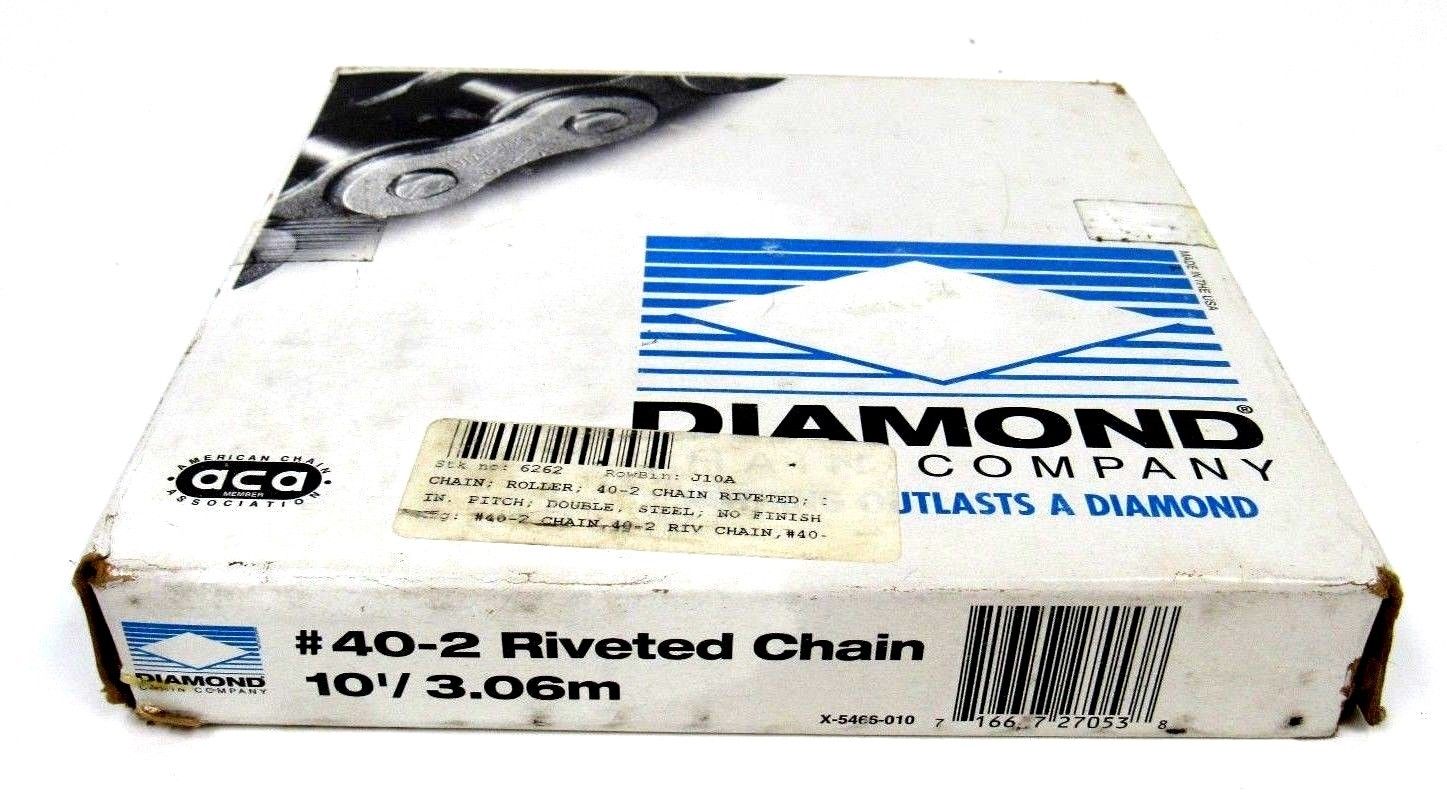 MADE IN THE USA
DIAMOND®
COMPANY
OUTLASTS A DIAMOND
AMERICAN CHAIN
aca
MEMBER
ASSOCIATION
Stk no: 6262 RowBin: J10A
CHAIN; ROLLER; 40-2 CHAIN RIVETED;
IN. PITCH; DOUBLE, STEEL; NO FINISH
#40-2 CHAIN,40-2 RIV CHAIN,#40-
DIAMOND
CHAIN COMPANY
#40-2 Riveted Chain
10'/ 3.06m
X-5466-010
7 166 7 27053 8